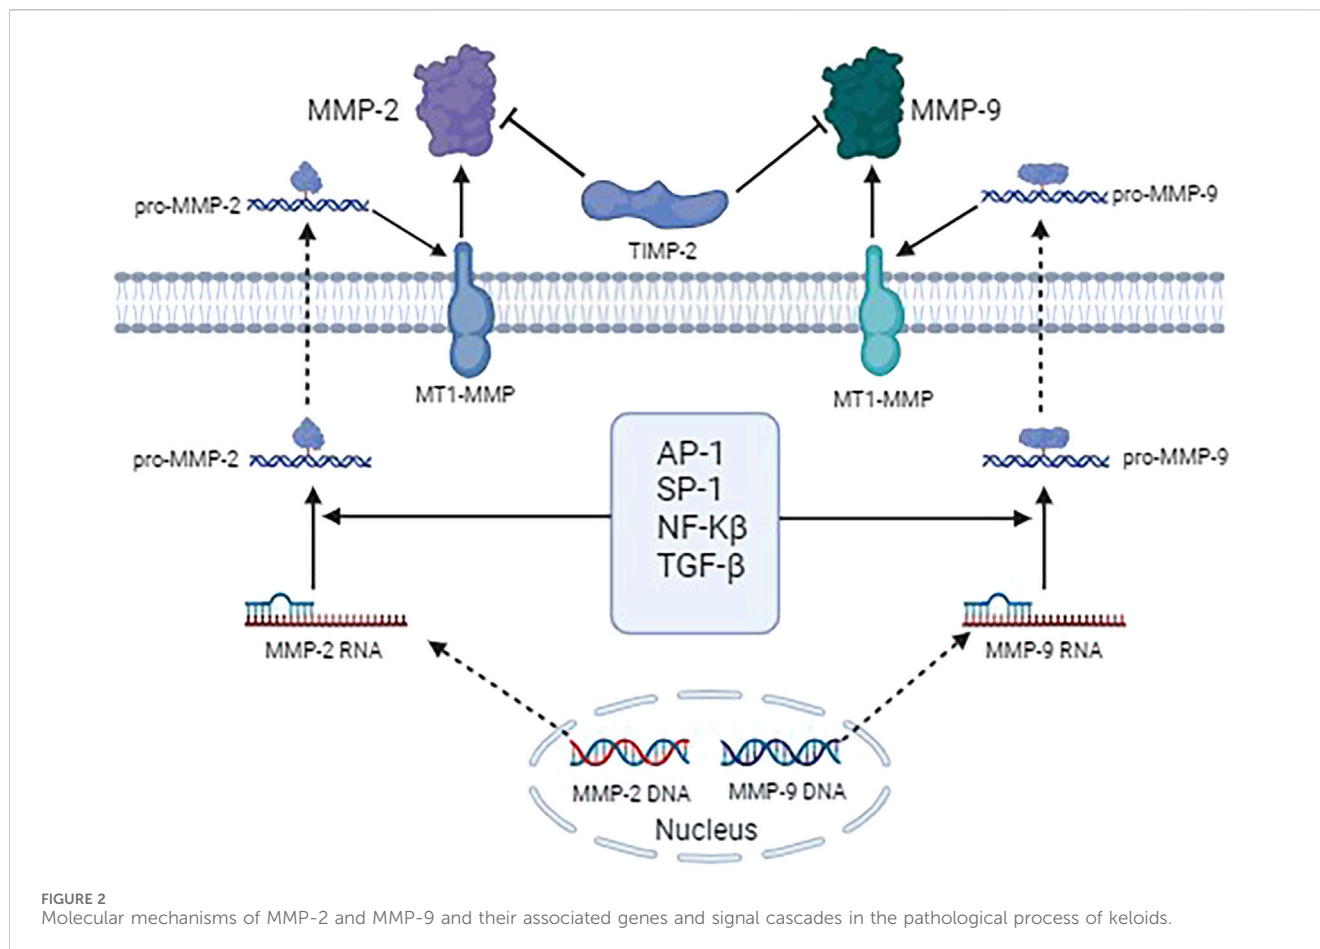 MMP-2
MMP-9
pro-MMP-2
pro-MMP-9
TIMP-2
MT1-MMP
MT1-MMP
pro-MMP-2
pro-MMP-9
AP-1
SP-1
NF-Kβ
TGF-β
MMP-2 RNA
MMP-9 RNA
MMP-2 DNA
MMP-9 DNA
Nucleus
FIGURE 2
Molecular mechanisms of MMP-2 and MMP-9 and their associated genes and signal cascades in the pathological process of keloids.